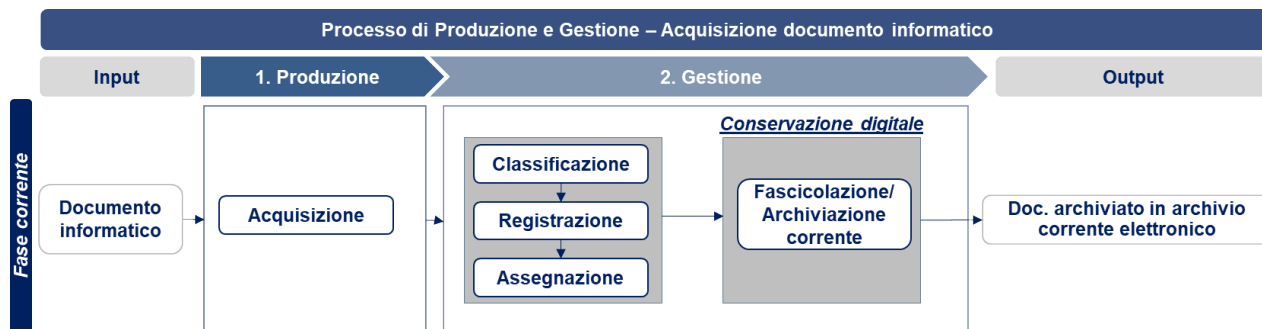 Processo di Produzione e Gestione – Acquisizione documento informatico
Input
1. Produzione
2. Gestione
Output
Fase corrente
Documento
informatico
Acquisizione
Classificazione
Registrazione
Assegnazione
Conservazione digitale
Fascicolazione/
Archiviazione
corrente
Doc. archiviato in archivio
corrente elettronico